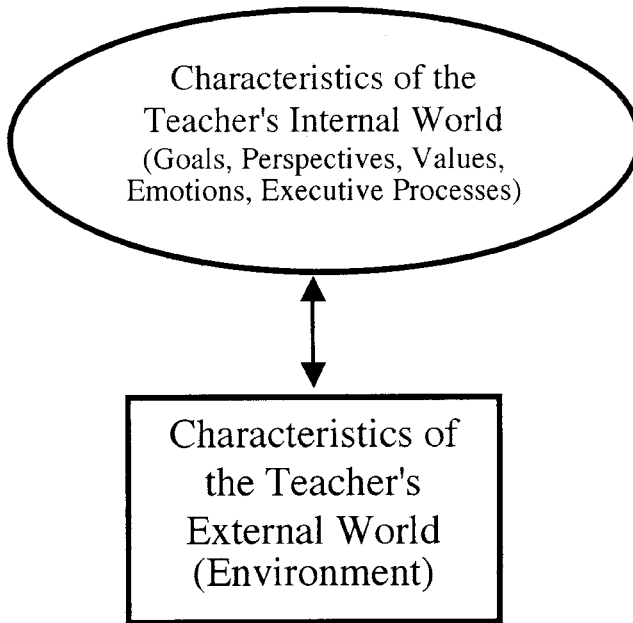 Characteristics of the
Teacher's Internal World
(Goals, Perspectives, Values,
Emotions, Executive Processes)
Characteristics of
the Teacher's
External World
(Environment)